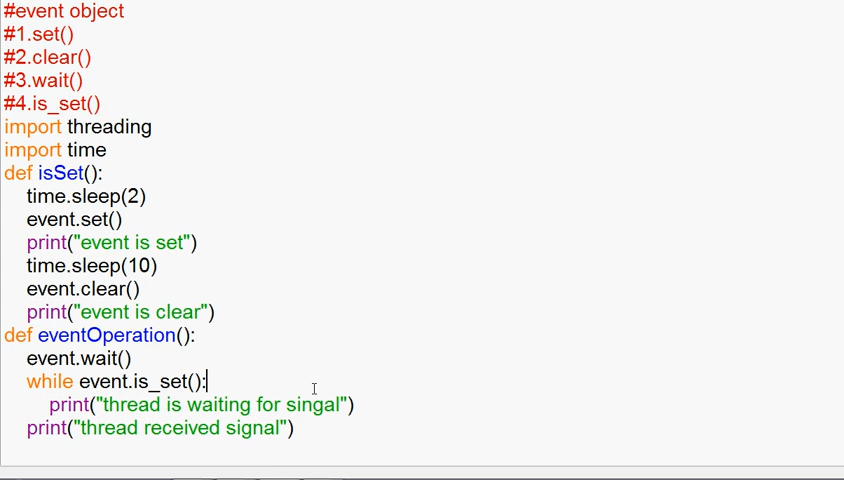 #event object
#1.set()
#2.clear()
#3.wait()
#4.is_set()
import threading
import time
def isSet():
    time.sleep(2)
    event.set()
    print("event is set")
    time.sleep(10)
    event.clear()
    print("event is clear")
def eventOperation():
    event.wait()
    while event.is_set():
        print("thread is waiting for singal")
    print("thread received signal")